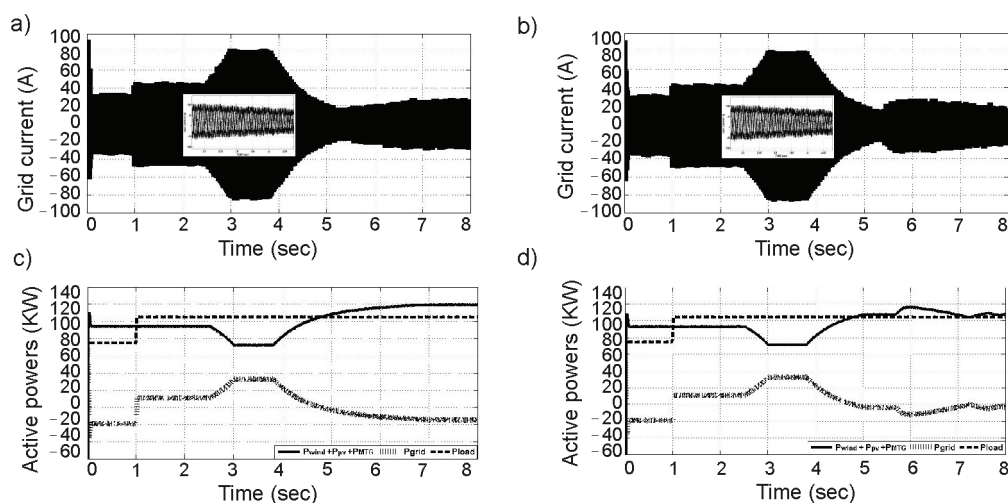 a)
Grid current (A)
100
80
60
40
20
0
−20
−40
−60
−80
−100
0 1 2 3 4 5 6 7 8
Time (sec)
b)
Grid current (A)
100
80
60
40
20
0
−20
−40
−60
−80
−100
0 1 2 3 4 5 6 7 8
Time (sec)
c)
Active powers (KW)
140
120
100
80
60
40
20
0
−20
−40
−60
0 1 2 3 4 5 6 7 8
Pwind +Ppv +PMTG Pgrid Pload
Time (sec)
d)
Active powers (KW)
140
120
100
80
60
40
20
0
−20
−40
−60
0 1 2 3 4 5 6 7 8
Pwind + Ppv +PMTG Pgrid Pload
Time (sec)